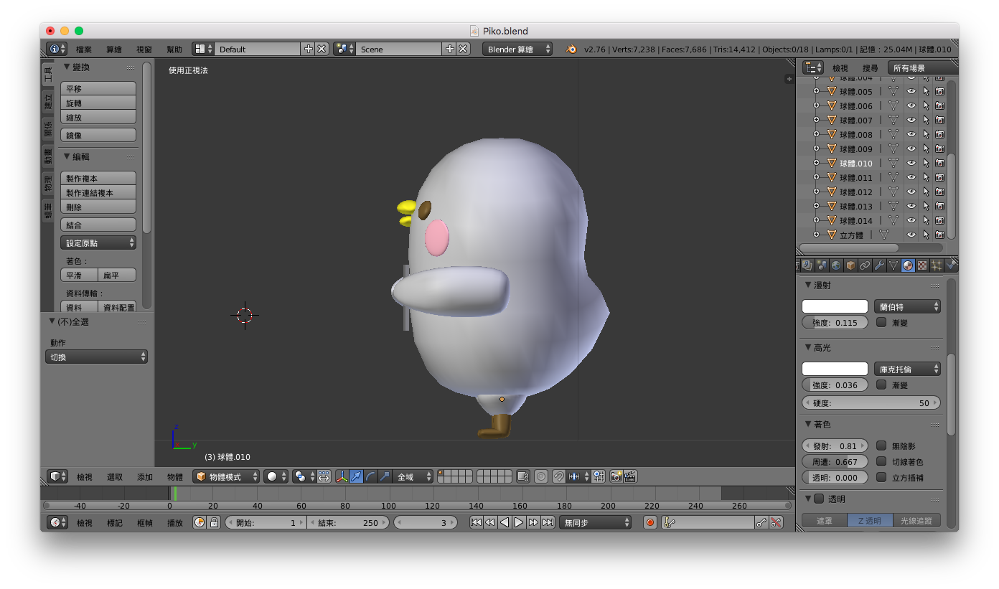 Piko.blend
檔案 算繪 視窗 幫助 Default Scene Blender 算繪 v2.76 | Verts:7,238 | Faces:7,686 | Tris:14,412 | Objects:0/18 | Lamps:0/1 | 記憶：25.04M | 球體.010
工具
建立
關係
動畫
物理
蠟筆
變換
平移
旋轉
縮放
鏡像
編輯
製作複本
製作連結複本
刪除
結合
設定原點
著色：
平滑 扁平
資料傳輸：
資料 資料配置
(不)全選
動作
切換
使用正視法
z
y
(3) 球體.010
檢視 搜尋 所有場景
球體.004
球體.005
球體.006
球體.007
球體.008
球體.009
球體.010
球體.011
球體.012
球體.013
球體.014
立方體
漫射
蘭伯特
強度: 0.115 漸變
高光
庫克托倫
強度: 0.036 漸變
硬度: 50
著色
發射: 0.81 無陰影
周遭: 0.667 切線著色
透明: 0.000 立方插補
透明
遮罩 Z 透明 光線追蹤
檢視 選取 添加 物體 物體模式 全域
-40 -20 0 20 40 60 80 100 120 140 160 180 200 220 240 260
檢視 標記 框幀 播放 開始: 1 結束: 250 3 無同步